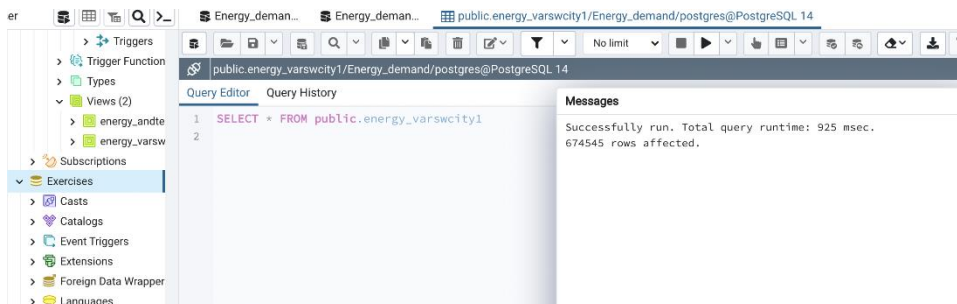 er
Energy_deman...
Energy_deman...
public.energy_varswcity1/Energy_demand/postgres@PostgreSQL 14
Triggers
Trigger Function
Types
Views (2)
energy_andte
energy_varsw
Subscriptions
Exercises
Casts
Catalogs
Event Triggers
Extensions
Foreign Data Wrapper
Languages
No limit
public.energy_varswcity1/Energy_demand/postgres@PostgreSQL 14
Query Editor Query History
1 SELECT * FROM public.energy_varswcity1
2
Messages
Successfully run. Total query runtime: 925 msec.
674545 rows affected.